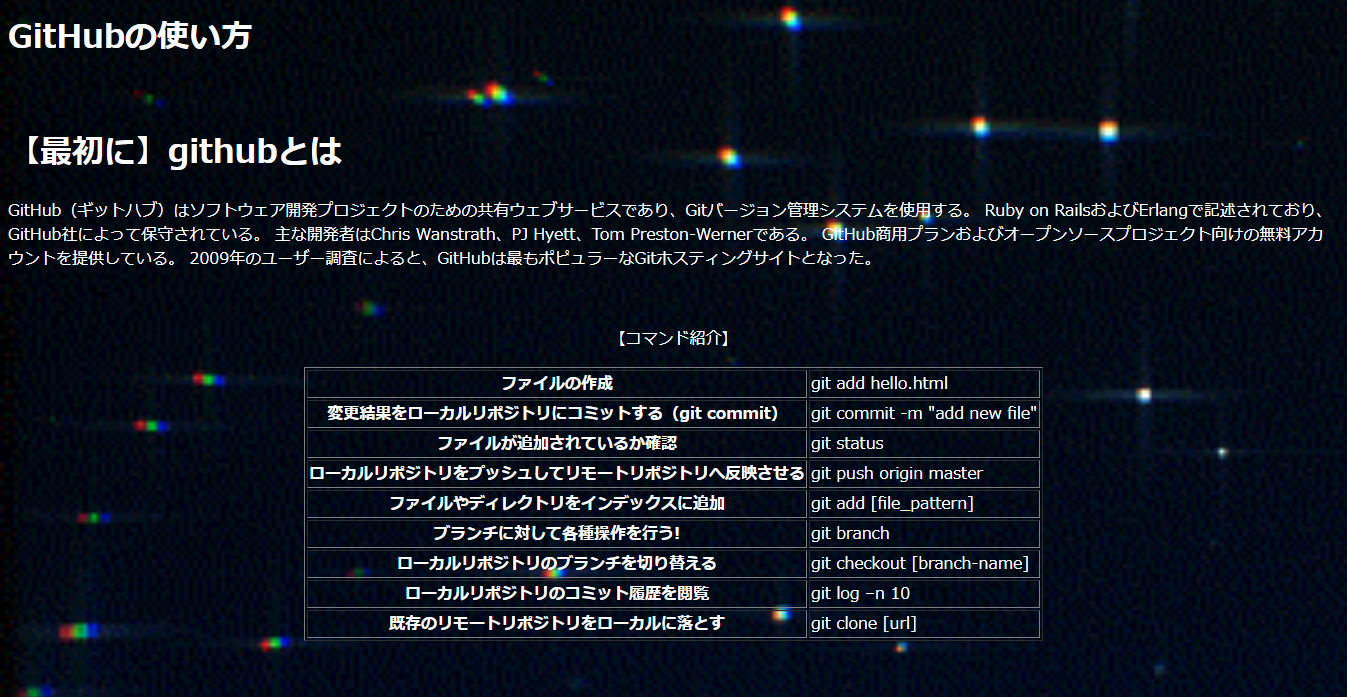 GitHubの使い方
【最初に】githubとは
GitHub（ギットハブ）はソフトウェア開発プロジェクトのための共有ウェブサービスであり、Gitバージョン管理システムを使用する。 Ruby on RailsおよびErlangで記述されており、
GitHub社によって保守されている。 主な開発者はChris Wanstrath、PJ Hyett、Tom Preston-Wernerである。 GitHub商用プランおよびオープンソースプロジェクト向けの無料アカ
ウントを提供している。 2009年のユーザー調査によると、GitHubは最もポピュラーなGitホスティングサイトとなった。
【コマンド紹介】
ファイルの作成 git add hello.html
変更結果をローカルリポジトリにコミットする（git commit） git commit -m "add new file"
ファイルが追加されているか確認 git status
ローカルリポジトリをプッシュしてリモートリポジトリへ反映させる git push origin master
ファイルやディレクトリをインデックスに追加 git add [file_pattern]
ブランチに対して各種操作を行う! git branch
ローカルリポジトリのブランチを切り替える git checkout [branch-name]
ローカルリポジトリのコミット履歴を閲覧 git log –n 10
既存のリモートリポジトリをローカルに落とす git clone [url]